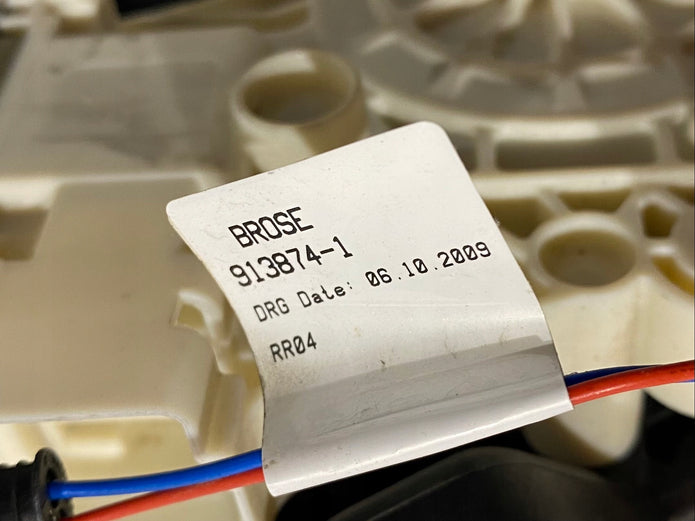 BROSE
913874-1
DRG Date: 06.10.2009
RR04